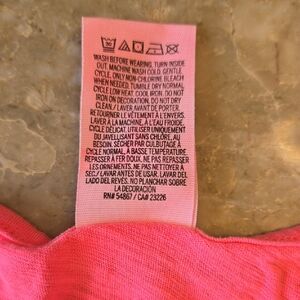 WASH BEFORE WEARING. TURN INSIDE
OUT. MACHINE WASH COLD. GENTLE
CYCLE. ONLY NON-CHLORINE BLEACH
WHEN NEEDED. TUMBLE DRY NORMAL
CYCLE LOW HEAT. COOL IRON. DO NOT
IRON ON DECORATION. DO NOT DRY
CLEAN./ LAVER AVANT DE PORTER.
RETOURNER LE VÊTEMENT À L'ENVERS.
LAVER À LA MACHINE, À L'EAU FROIDE.
CYCLE DÉLICAT. UTILISER UNIQUEMENT
DU JAVELLISANT SANS CHLORE, AU
BESOIN. SÉCHER PAR CULBUTAGE À
CYCLE NORMAL, À BASSE TEMPÉRATURE
REPASSER À FER DOUX. NE PAS REPASSER
LES ORNEMENTS. NE PAS NETTOYER À
SEC./ LAVAR ANTES DE USAR. LAVAR DEL
LADO DEL REVÉS. NO PLANCHAR SOBRE
LA DECORACIÓN.
RN# 54867 / CA# 23226